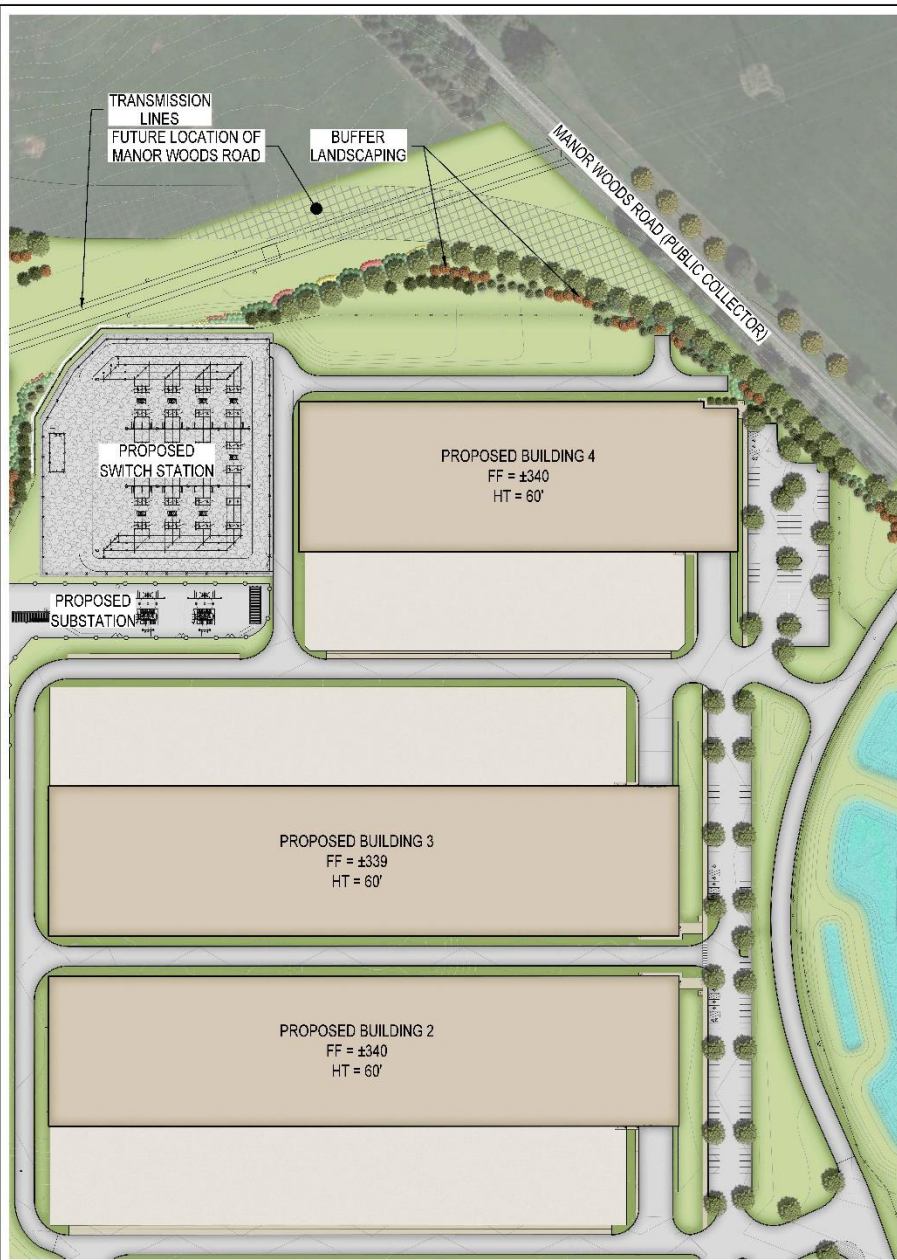 TRANSMISSION
LINES
FUTURE LOCATION OF
MANOR WOODS ROAD
BUFFER
LANDSCAPING
MANOR WOODS ROAD (PUBLIC COLLECTOR)
PROPOSED
SWITCH STATION
PROPOSED BUILDING 4
FF = ±340
HT = 60'
PROPOSED
SUBSTATION
PROPOSED BUILDING 3
FF = ±339
HT = 60'
PROPOSED BUILDING 2
FF = ±340
HT = 60'